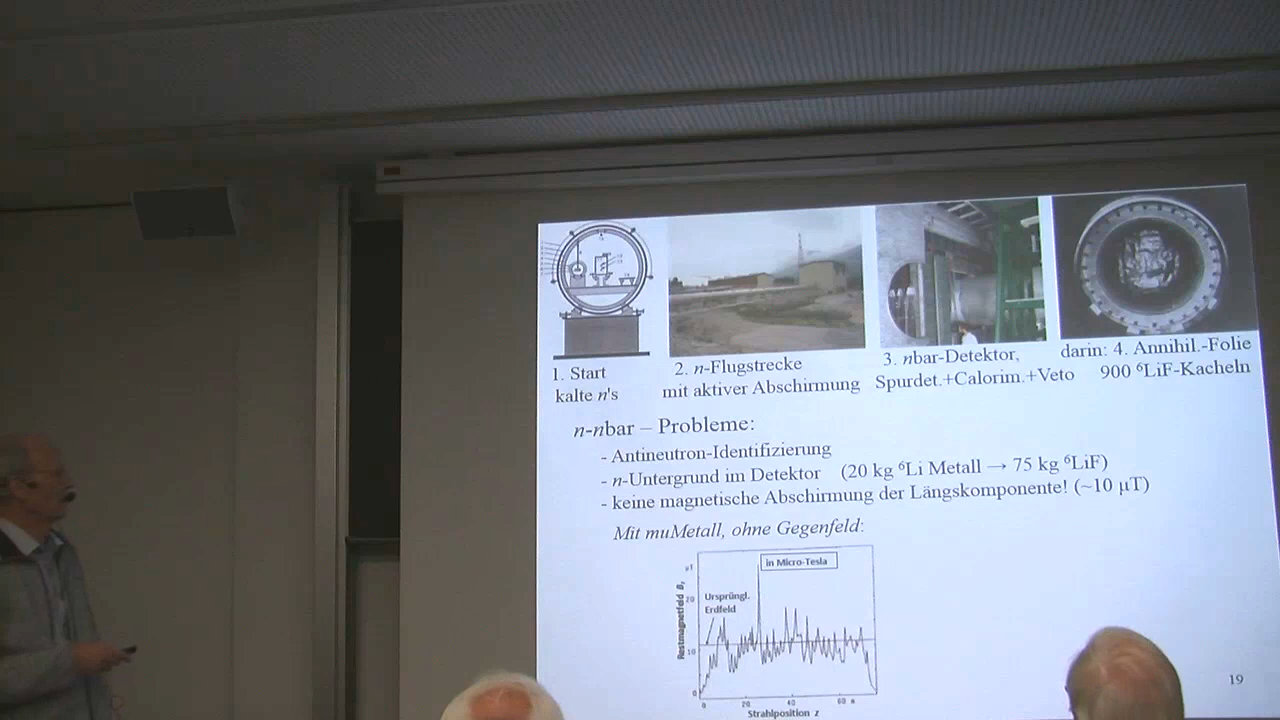 1. Start
kalte n's
2. n-Flugstrecke
mit aktiver Abschirmung
3. nbar-Detektor,
Spurdet.+Calorim.+Veto
darin: 4. Annihil.-Folie
900 ⁶LiF-Kacheln
n-nbar – Probleme:
- Antineutron-Identifizierung
- n-Untergrund im Detektor (20 kg ⁶Li Metall → 75 kg ⁶LiF)
- keine magnetische Abschirmung der Längskomponente! (~10 μT)
Mit muMetall, ohne Gegenfeld:
in Micro-Tesla
μT
Ursprüngl.
Erdfeld
Restmagnetfeld
20
10
0
0 20 40 60 m
Strahlposition z
19